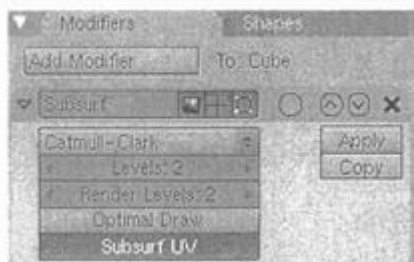 Modifiers Shapes
Add Modifier To: Cube
Subsurf
Catmull-Clark Apply
Levels: 2 Copy
Render Levels: 2
Optimal Draw
Subsurf UV